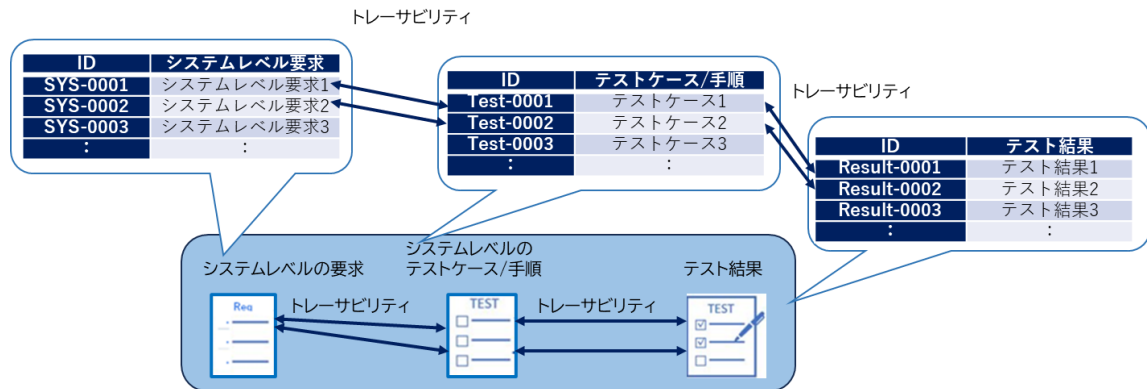 トレーサビリティ
ID システムレベル要求
SYS-0001 システムレベル要求1
SYS-0002 システムレベル要求2
SYS-0003 システムレベル要求3
: :
ID テストケース/手順
Test-0001 テストケース1
Test-0002 テストケース2
Test-0003 テストケース3
: :
トレーサビリティ
ID テスト結果
Result-0001 テスト結果1
Result-0002 テスト結果2
Result-0003 テスト結果3
: :
システムレベルの要求
システムレベルの
テストケース/手順
テスト結果
Req
トレーサビリティ
TEST
トレーサビリティ
TEST